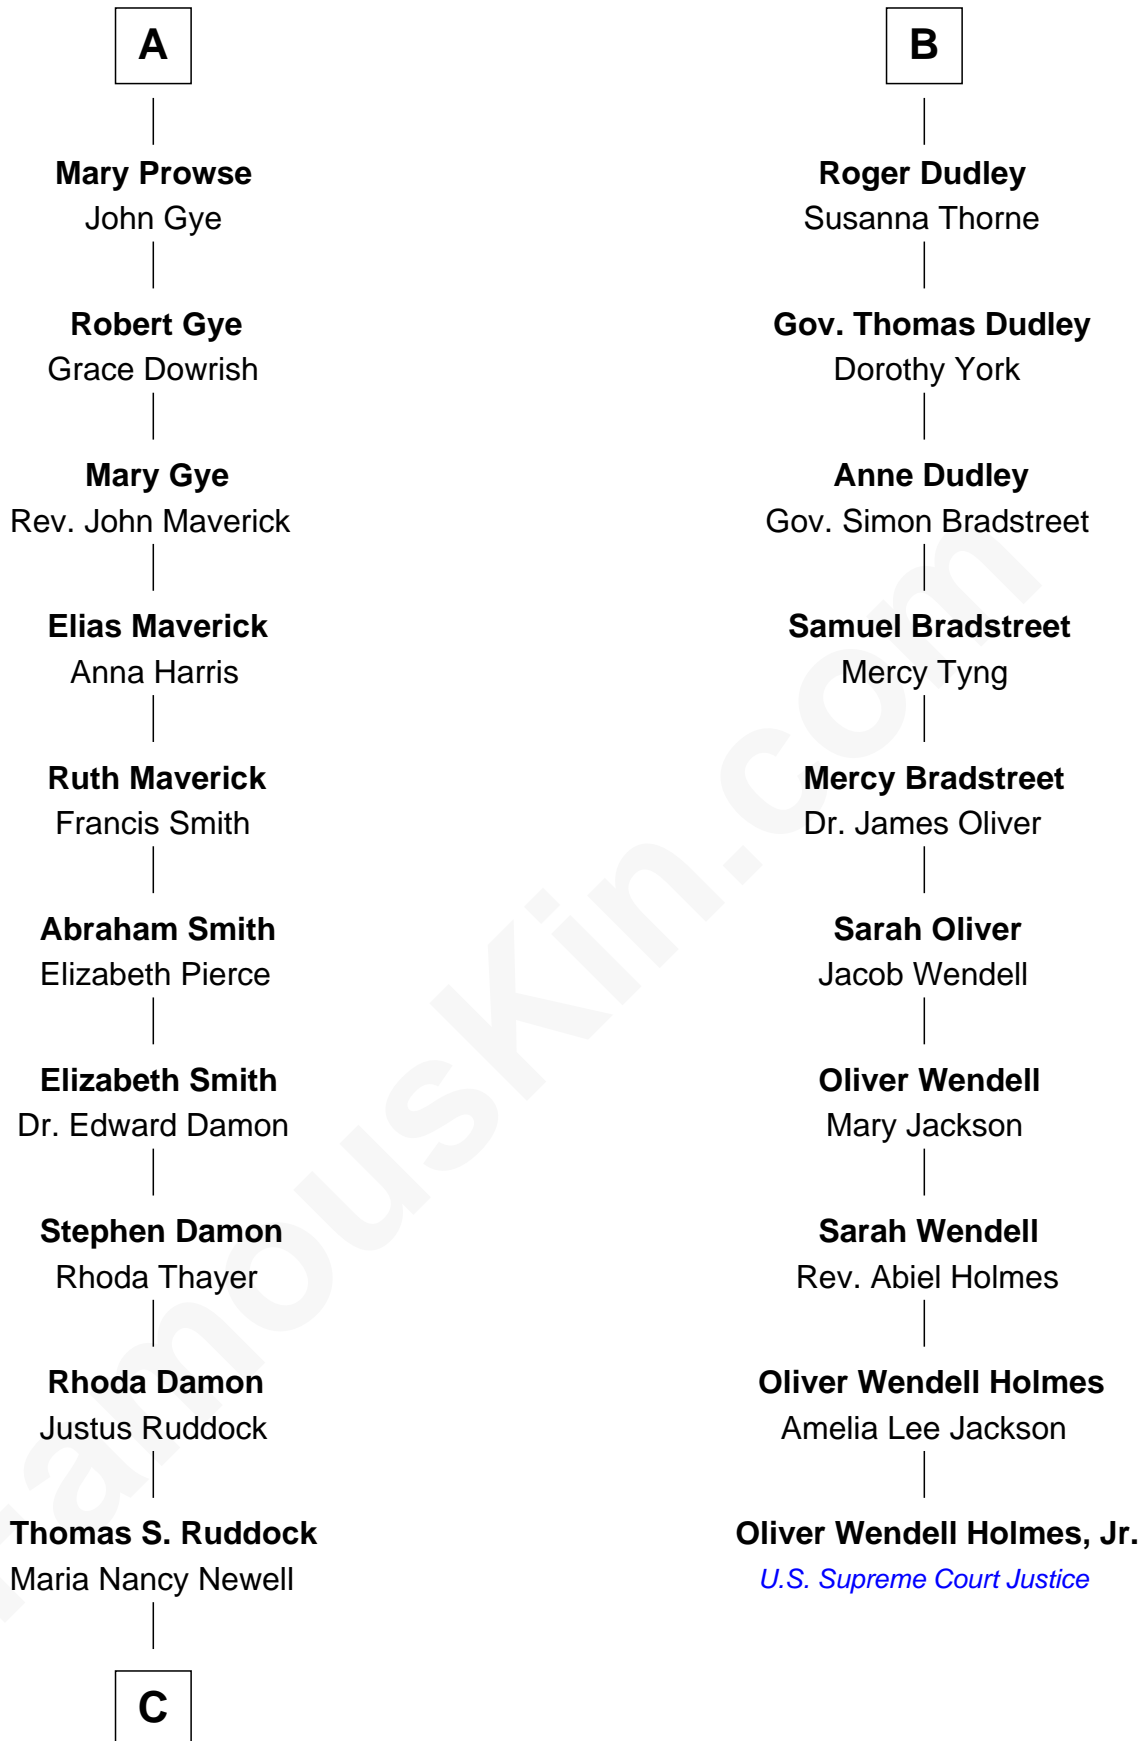 A
Mary Prowse
John Gye
Robert Gye
Grace Dowrish
Mary Gye
Rev. John Maverick
Elias Maverick
Anna Harris
Ruth Maverick
Francis Smith
Abraham Smith
Elizabeth Pierce
Elizabeth Smith
Dr. Edward Damon
Stephen Damon
Rhoda Thayer
Rhoda Damon
Justus Ruddock
Thomas S. Ruddock
Maria Nancy Newell
C
B
Roger Dudley
Susanna Thorne
Gov. Thomas Dudley
Dorothy York
Anne Dudley
Gov. Simon Bradstreet
Samuel Bradstreet
Mercy Tyng
Mercy Bradstreet
Dr. James Oliver
Sarah Oliver
Jacob Wendell
Oliver Wendell
Mary Jackson
Sarah Wendell
Rev. Abiel Holmes
Oliver Wendell Holmes
Amelia Lee Jackson
Oliver Wendell Holmes, Jr.
U.S. Supreme Court Justice
FamousKin.com